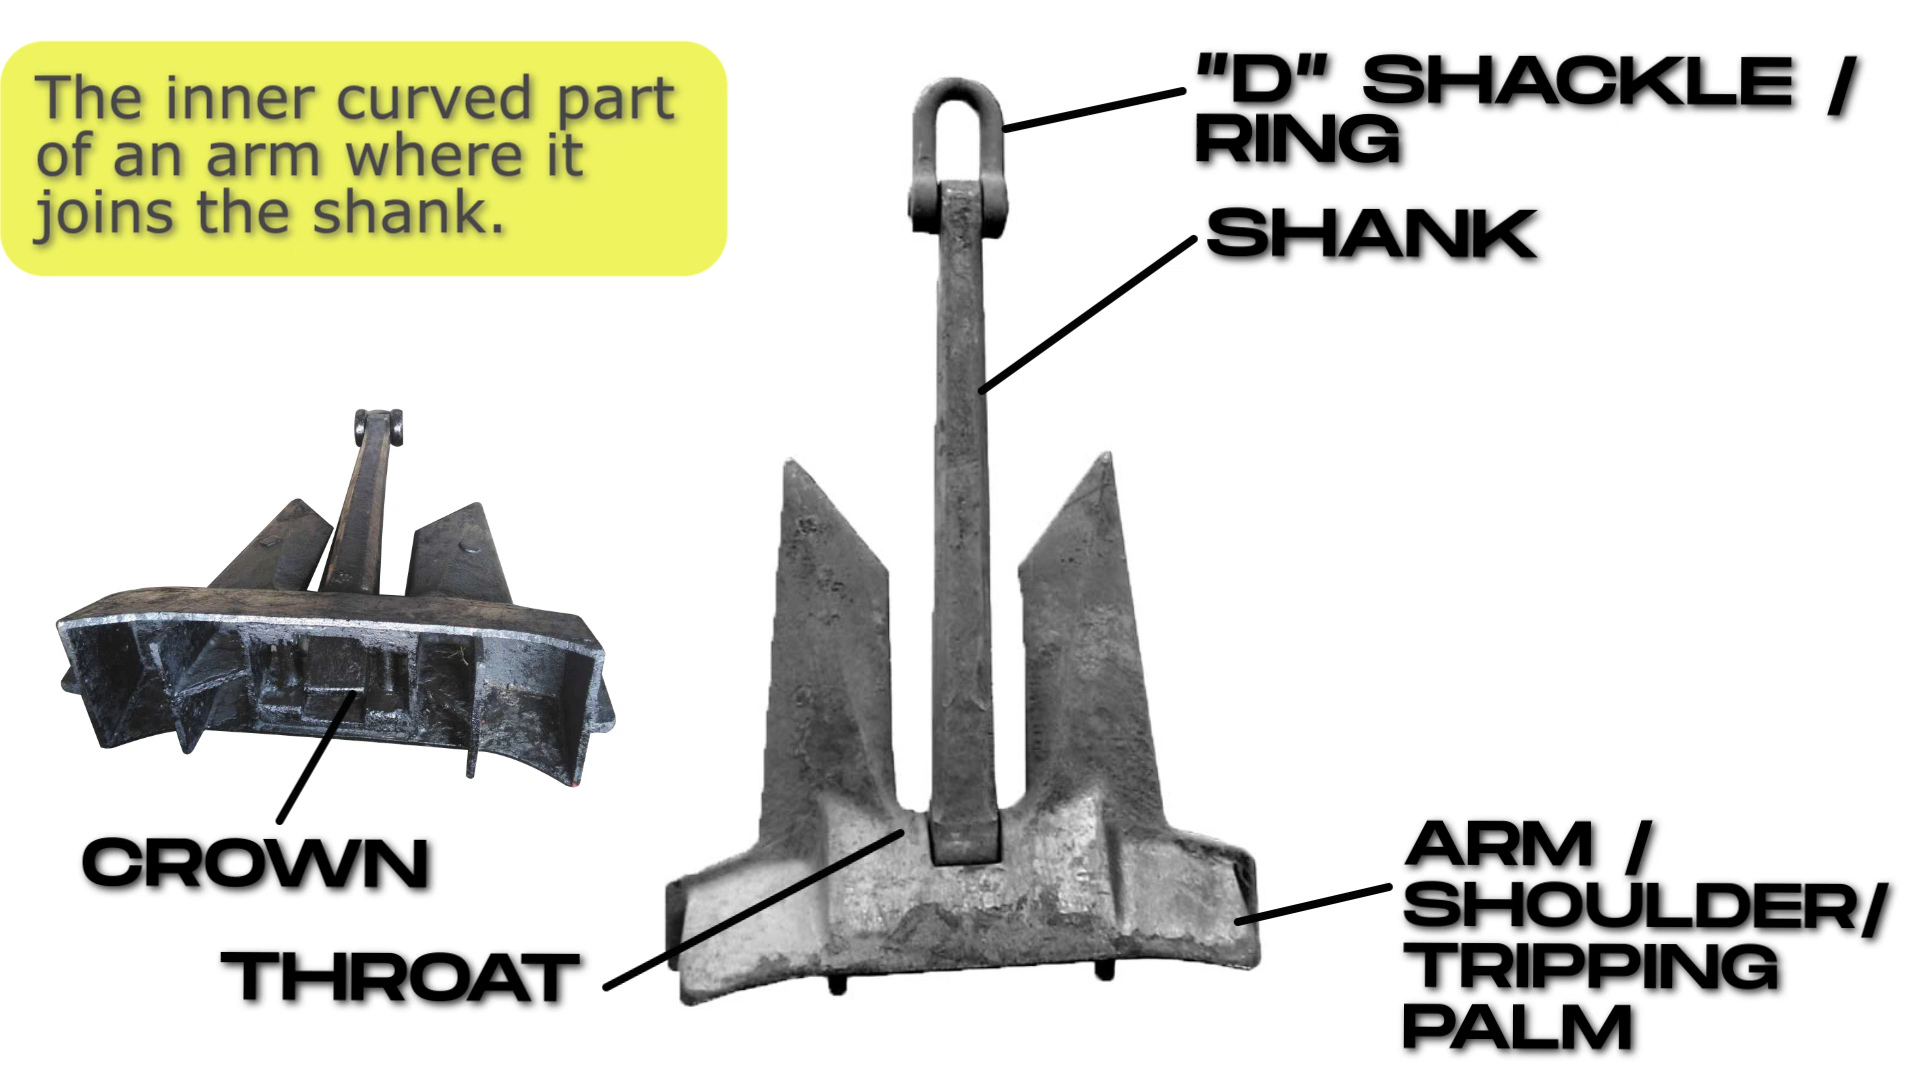 The inner curved part
of an arm where it
joins the shank.
"D" SHACKLE /
RING
SHANK
CROWN
THROAT
ARM /
SHOULDER/
TRIPPING
PALM